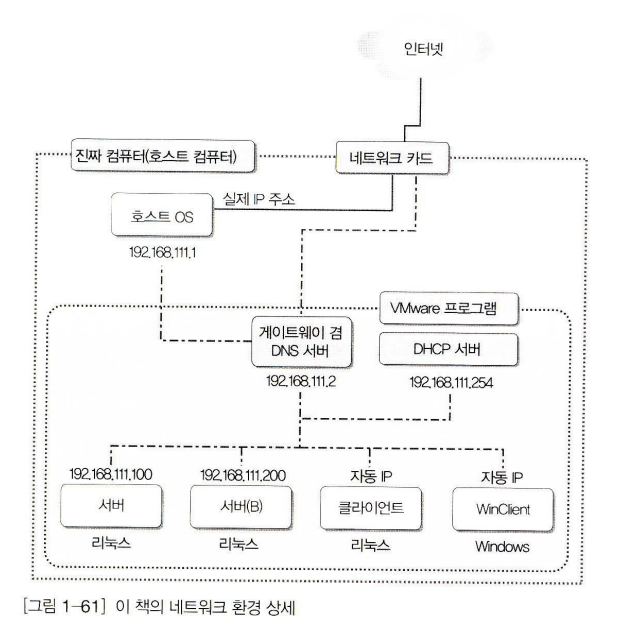 인터넷
진짜 컴퓨터(호스트 컴퓨터)
네트워크 카드
실제 IP 주소
호스트 OS
192.168.111.1
VMware 프로그램
게이트웨이 겸
DNS 서버
DHCP 서버
192.168.111.2
192.168.111.254
192.168.111.100
192.168.111.200
자동 IP
자동 IP
서버
서버(B)
클라이언트
WinClient
리눅스
리눅스
리눅스
Windows
[그림 1-61] 이 책의 네트워크 환경 상세